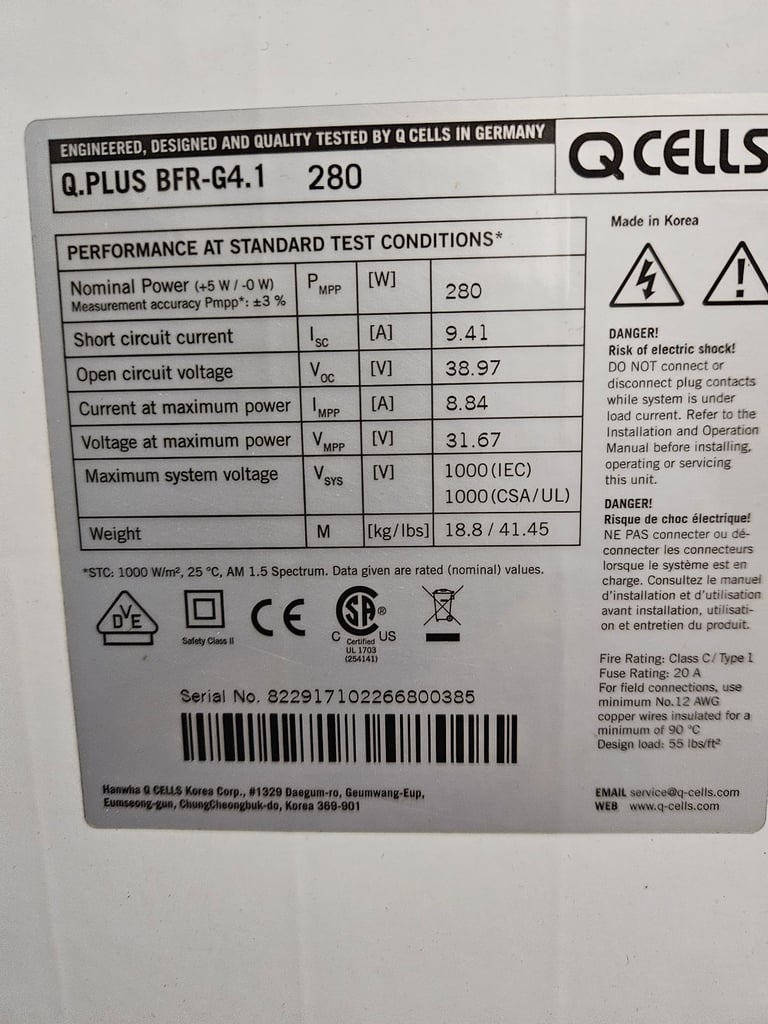 ENGINEERED, DESIGNED AND QUALITY TESTED BY Q CELLS IN GERMANY
Q.PLUS BFR-G4.1 280
Q CELLS
PERFORMANCE AT STANDARD TEST CONDITIONS*
Nominal Power (+5 W / -0 W)
Measurement accuracy Pmpp*: ±3 %
PMPP [W] 280
Short circuit current ISC [A] 9.41
Open circuit voltage VOC [V] 38.97
Current at maximum power IMPP [A] 8.84
Voltage at maximum power VMPP [V] 31.67
Maximum system voltage VSYS [V] 1000(IEC)
1000(CSA/UL)
Weight M [kg/lbs] 18.8 / 41.45
*STC: 1000 W/m², 25 °C, AM 1.5 Spectrum. Data given are rated (nominal) values.
DVE
Safety Class II
CE
SA®
C Certified US
UL 1703
(254141)
Serial No. 822917102266800385
Hanwha Q CELLS Korea Corp., #1329 Daegum-ro, Geumwang-Eup,
Eumseong-gun, ChungCheongbuk-do, Korea 369-901
Made in Korea
!
DANGER!
Risk of electric shock!
DO NOT connect or
disconnect plug contacts
while system is under
load current. Refer to the
Installation and Operation
Manual before installing,
operating or servicing
this unit.
DANGER!
Risque de choc électrique!
NE PAS connecter ou dé-
connecter les connecteurs
lorsque le système est en
charge. Consultez le manuel
d'installation et d'utilisation
avant installation, utilisati-
on et entretien du produit.
Fire Rating: Class C/ Type 1
Fuse Rating: 20 A
For field connections, use
minimum No.12 AWG
copper wires insulated for a
minimum of 90 °C
Design load: 55 lbs/ft²
EMAIL service@q-cells.com
WEB www.q-cells.com